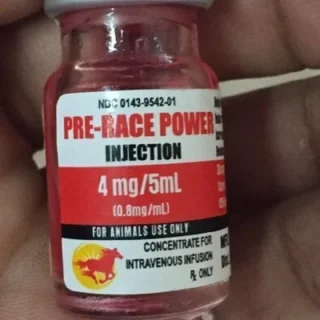 NDC 0143-9542-01
PRE-RACE POWER
INJECTION
4 mg/5mL
(0.8mg/mL)
FOR ANIMALS USE ONLY
CONCENTRATE FOR
INTRAVENOUS INFUSION
℞ ONLY